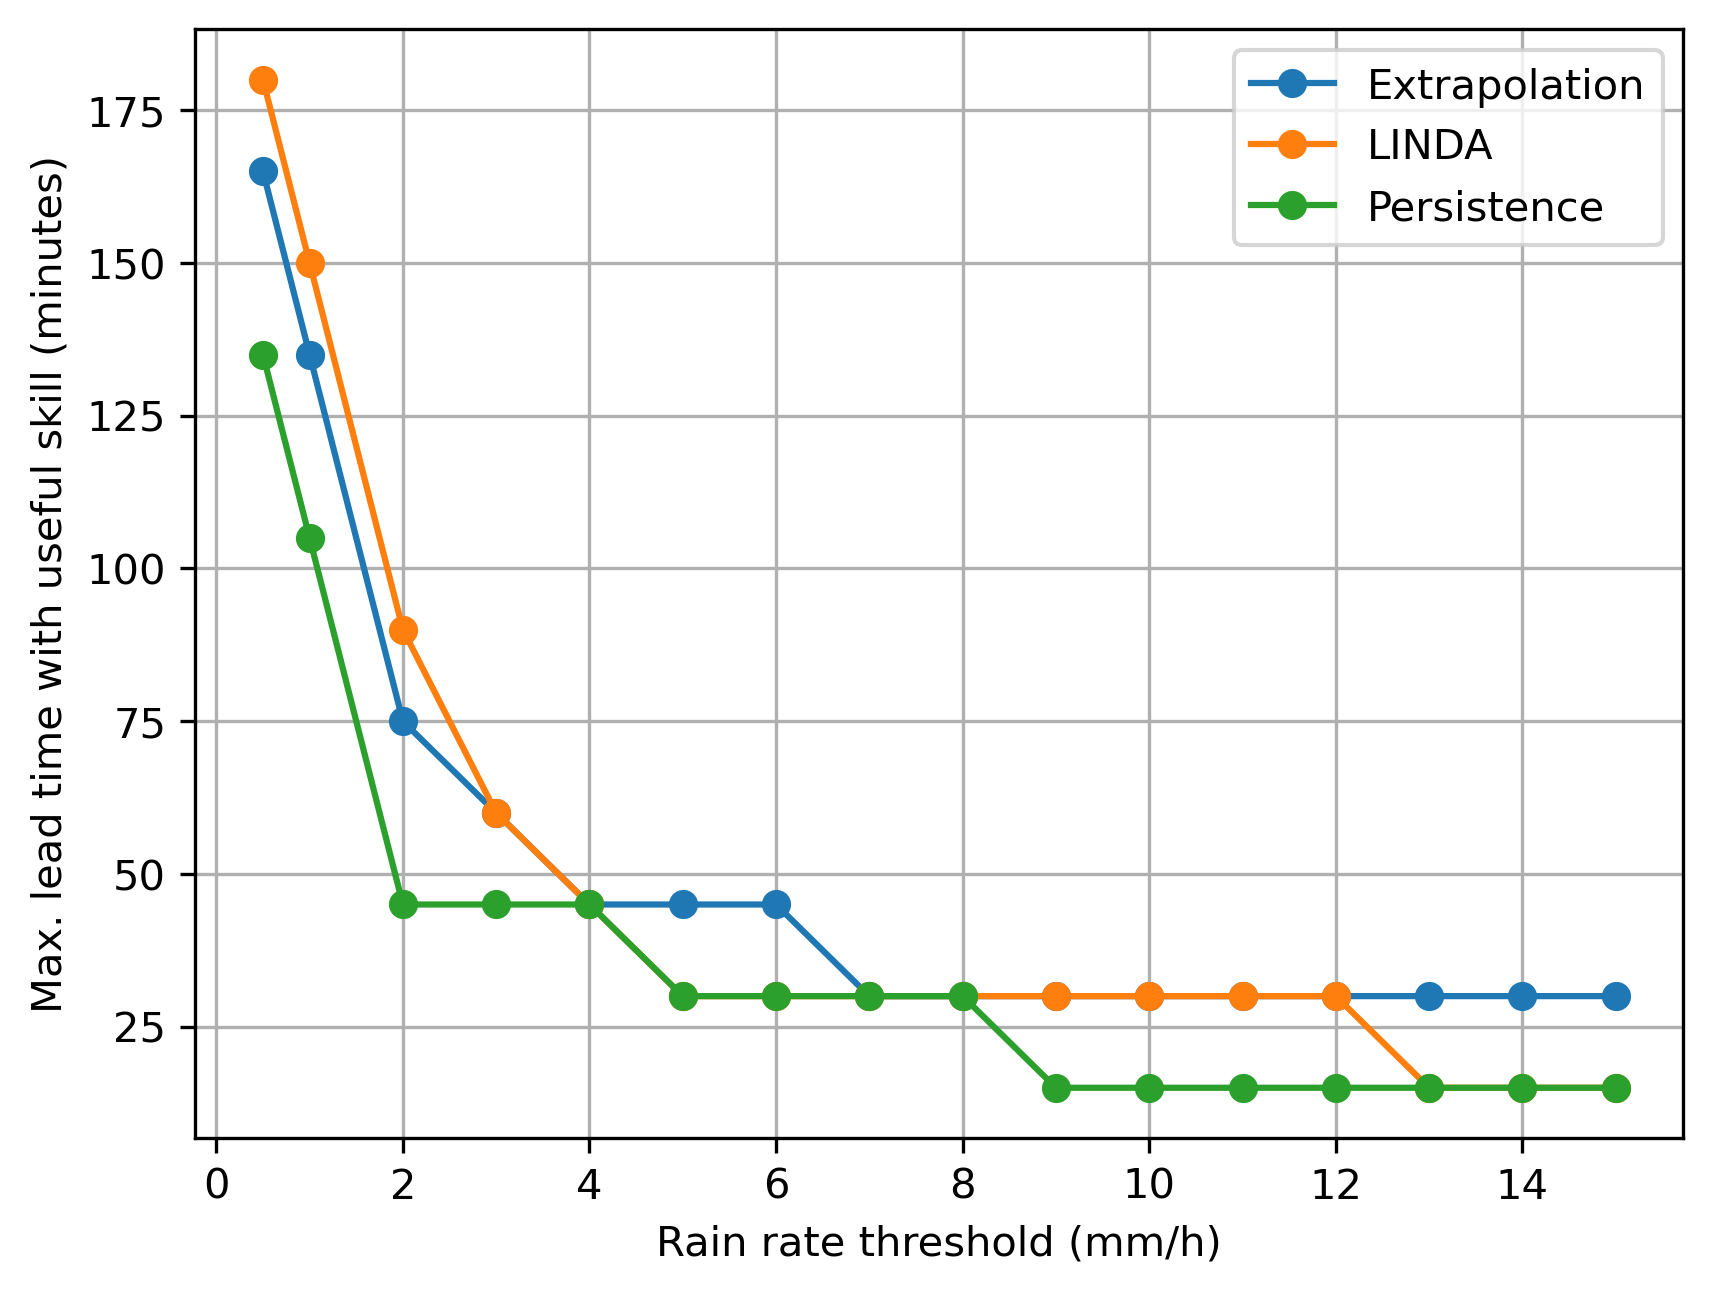 Extrapolation
LINDA
Persistence
175
150
125
100
75
50
25
Max. lead time with useful skill (minutes)
0 2 4 6 8 10 12 14
Rain rate threshold (mm/h)